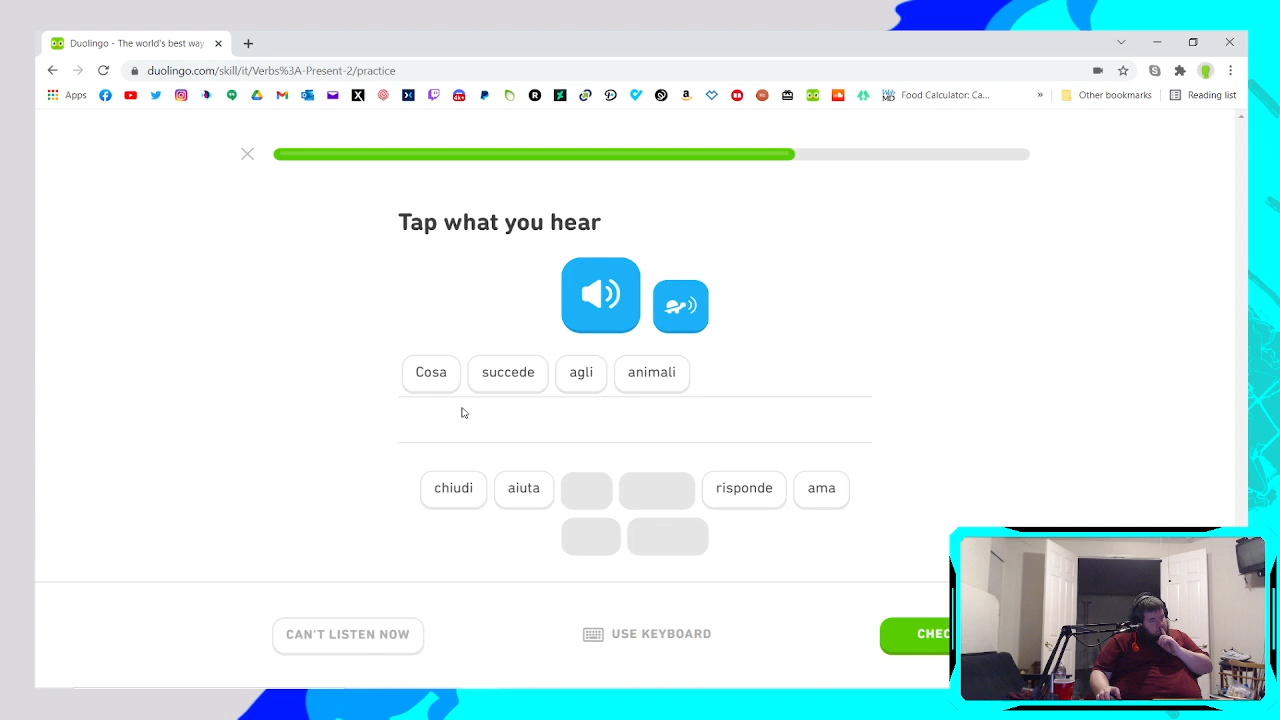 Duolingo - The world's best way
duolingo.com/skill/it/Verbs%3A-Present-2/practice
Apps
Food Calculator: Ca...
»
Other bookmarks
Reading list
Tap what you hear
Cosa succede agli animali
chiudi aiuta risponde ama
CAN'T LISTEN NOW
USE KEYBOARD
CHEC